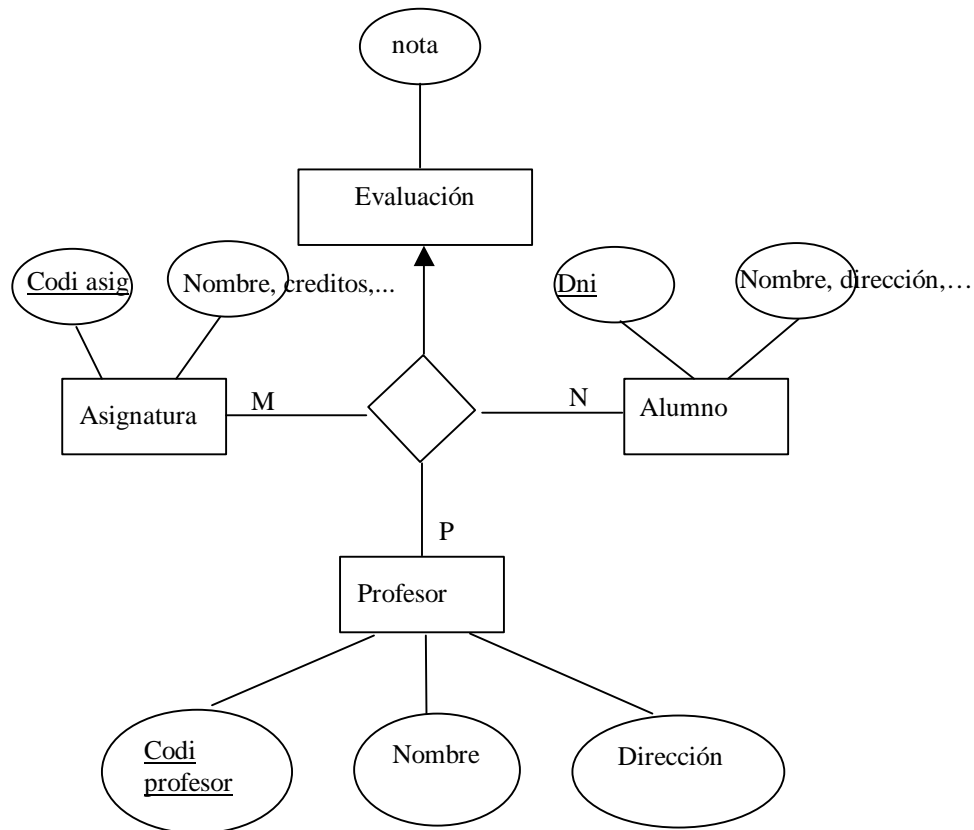 nota
Evaluación
Codi asig
Nombre, creditos,...
Dni
Nombre, dirección,…
Asignatura
M
N
Alumno
P
Profesor
Codi
profesor
Nombre
Dirección